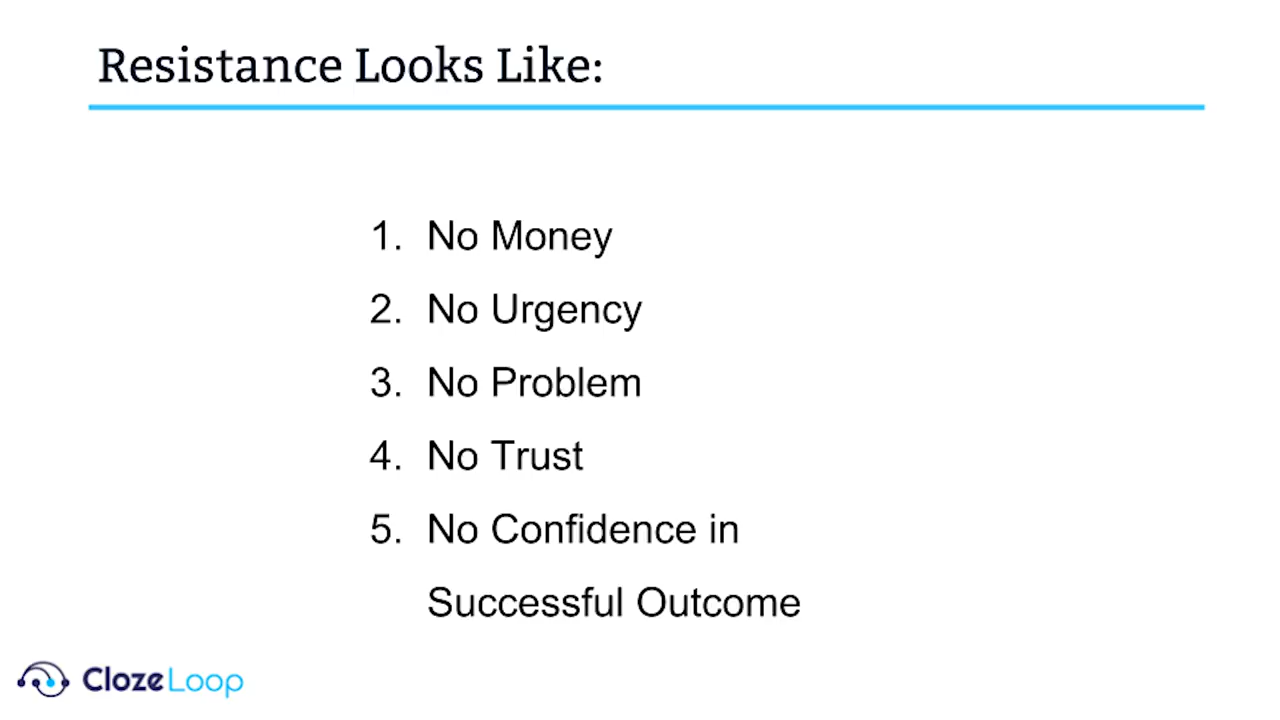 Resistance Looks Like:
1. No Money
2. No Urgency
3. No Problem
4. No Trust
5. No Confidence in
Successful Outcome
ClozeLoop